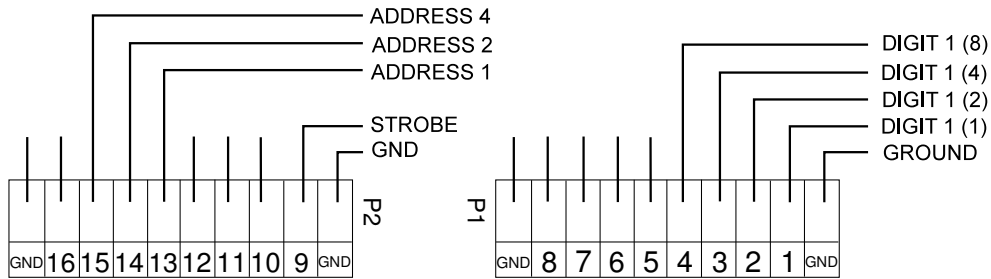 ADDRESS 4
ADDRESS 2
ADDRESS 1
STROBE
GND
P2
GND 16 15 14 13 12 11 10 9 GND
DIGIT 1 (8)
DIGIT 1 (4)
DIGIT 1 (2)
DIGIT 1 (1)
GROUND
P1
GND 8 7 6 5 4 3 2 1 GND